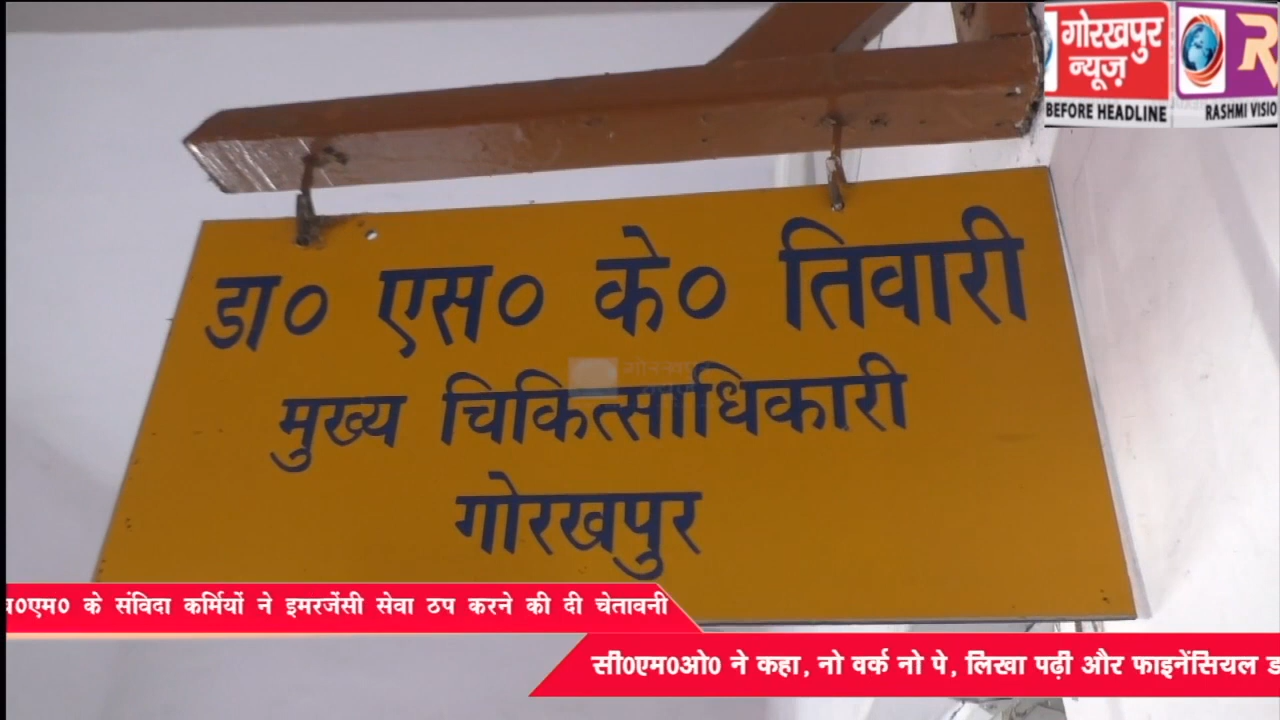 गोरखपुर
न्यूज़
BEFORE HEADLINE
RASHMI VISIO
डा० एस० के० तिवारी
मुख्य चिकित्साधिकारी
गोरखपुर
गोरखपुर
न्यूज़
के संविदा कर्मियों ने इमरजेंसी सेवा ठप करने की दी चेतावनी
सी0एम0ओ0 ने कहा, नो वर्क नो पे, लिखा पढ़ी और फाइनेंसियल